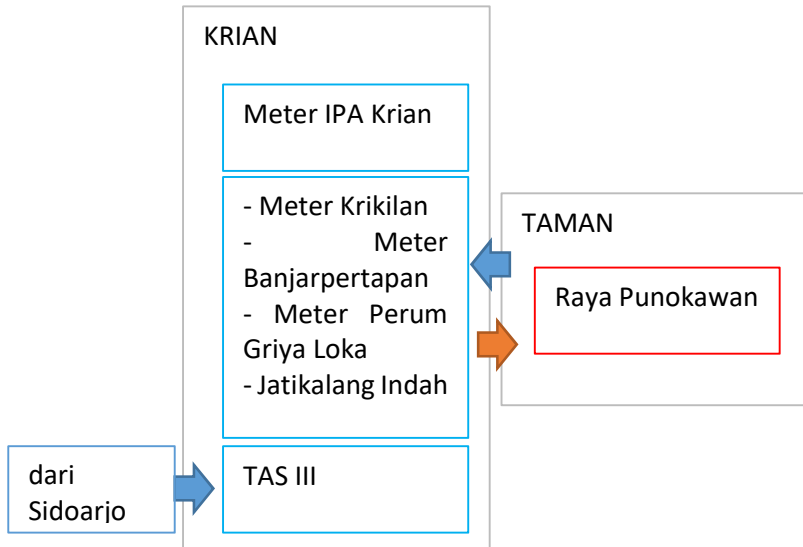 KRIAN
Meter IPA Krian
- Meter Krikilan
- Meter
Banjarpertapan
- Meter Perum
Griya Loka
- Jatikalang Indah
TAMAN
Raya Punokawan
dari
Sidoarjo
TAS III